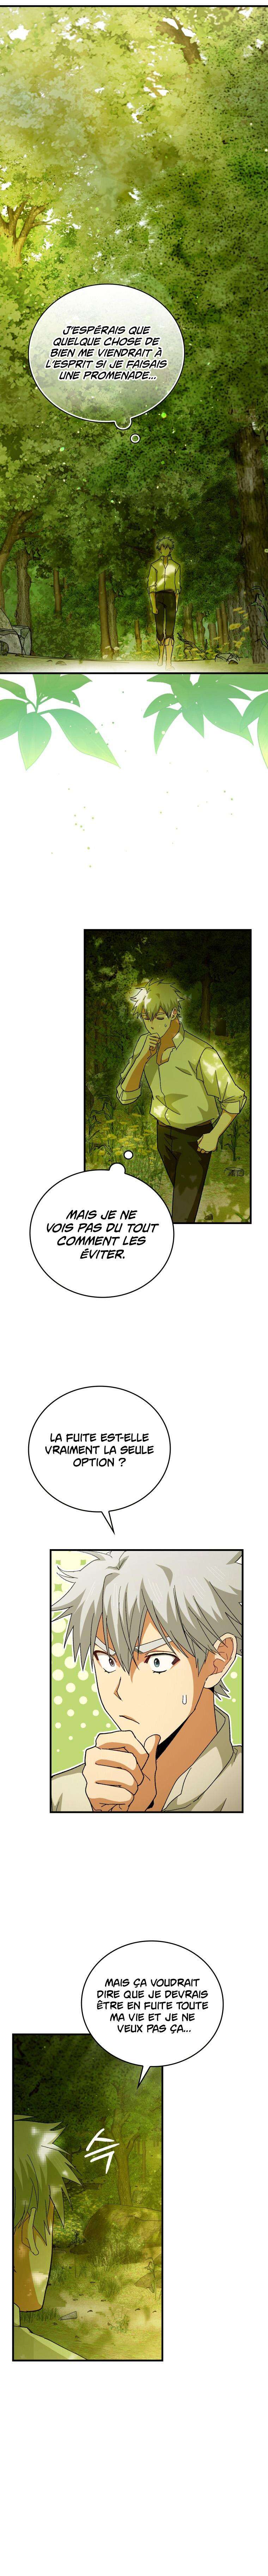 J'ESPÉRAIS QUE
QUELQUE CHOSE DE
BIEN ME VIENDRAIT À
L'ESPRIT SI JE FAISAIS
UNE PROMENADE...
MAIS JE NE
VOIS PAS DU TOUT
COMMENT LES
ÉVITER.
LA FUITE EST-ELLE
VRAIMENT LA SEULE
OPTION ?
MAIS ÇA VOUDRAIT
DIRE QUE JE DEVRAIS
ÊTRE EN FUITE TOUTE
MA VIE ET JE NE
VEUX PAS ÇA...